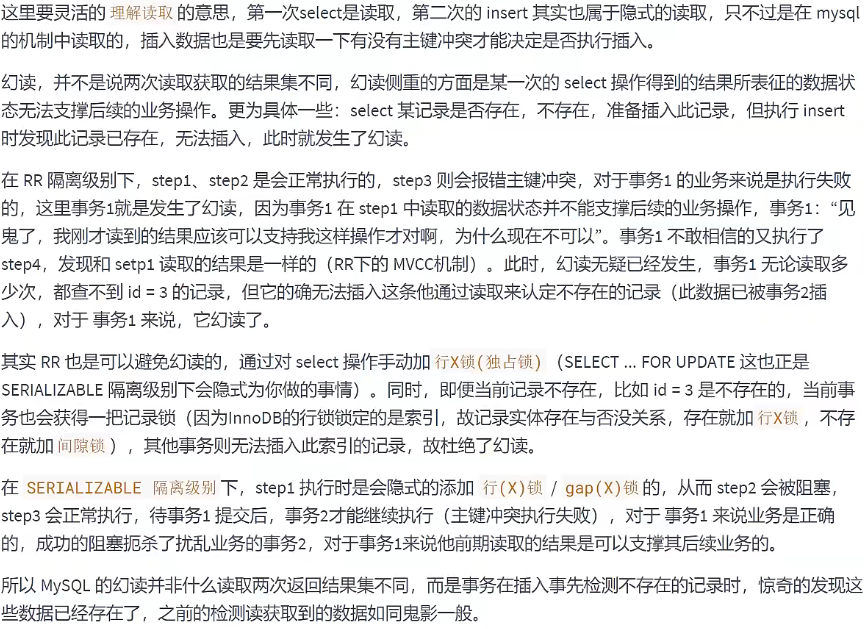 这里要灵活的 理解读取 的意思，第一次select是读取，第二次的 insert 其实也属于隐式的读取，只不过是在 mysql
的机制中读取的，插入数据也是要先读取一下有没有主键冲突才能决定是否执行插入。
幻读，并不是说两次读取获取的结果集不同，幻读侧重的方面是某一次的 select 操作得到的结果所表征的数据状
态无法支撑后续的业务操作。更为具体一些：select 某记录是否存在，不存在，准备插入此记录，但执行 insert
时发现此记录已存在，无法插入，此时就发生了幻读。
在 RR 隔离级别下，step1、step2 是会正常执行的，step3 则会报错主键冲突，对于事务1 的业务来说是执行失败
的，这里事务1就是发生了幻读，因为事务1 在 step1 中读取的数据状态并不能支撑后续的业务操作，事务1：“见
鬼了，我刚才读到的结果应该可以支持我这样操作才对啊，为什么现在不可以”。事务1 不敢相信的又执行了
step4，发现和 setp1 读取的结果是一样的（RR下的 MVCC机制）。此时，幻读无疑已经发生，事务1 无论读取多
少次，都查不到 id = 3 的记录，但它的确无法插入这条他通过读取来认定不存在的记录（此数据已被事务2插
入），对于 事务1 来说，它幻读了。
其实 RR 也是可以避免幻读的，通过对 select 操作手动加 行X锁(独占锁) （SELECT ... FOR UPDATE 这也正是
SERIALIZABLE 隔离级别下会隐式为你做的事情）。同时，即便当前记录不存在，比如 id = 3 是不存在的，当前事
务也会获得一把记录锁（因为InnoDB的行锁锁定的是索引，故记录实体存在与否没关系，存在就加 行X锁 ，不存
在就加 间隙锁 ），其他事务则无法插入此索引的记录，故杜绝了幻读。
在 SERIALIZABLE 隔离级别 下，step1 执行时是会隐式的添加 行(X)锁 / gap(X)锁 的，从而 step2 会被阻塞，
step3 会正常执行，待事务1 提交后，事务2才能继续执行（主键冲突执行失败），对于 事务1 来说业务是正确
的，成功的阻塞扼杀了扰乱业务的事务2，对于事务1来说他前期读取的结果是可以支撑其后续业务的。
所以 MySQL 的幻读并非什么读取两次返回结果集不同，而是事务在插入事先检测不存在的记录时，惊奇的发现这
些数据已经存在了，之前的检测读获取到的数据如同鬼影一般。